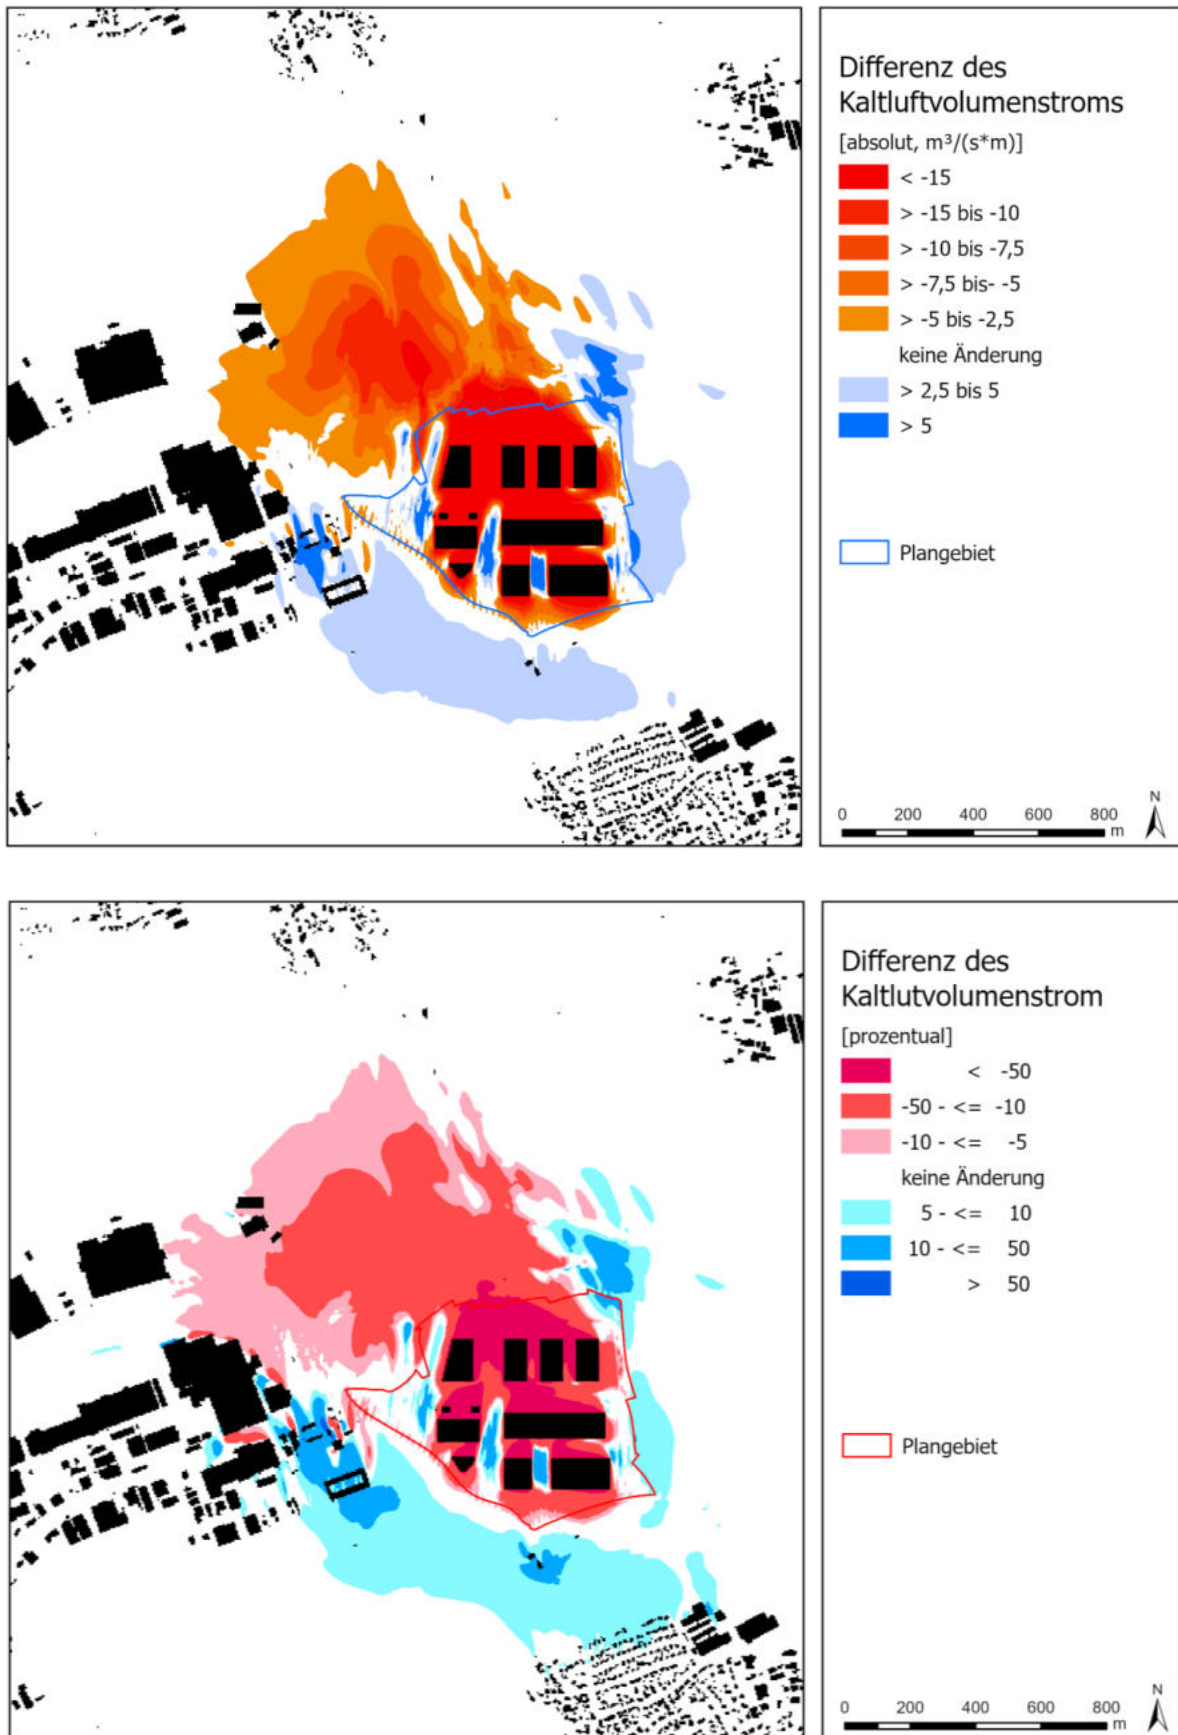 Differenz des
Kaltluftvolumenstroms
[absolut, m³/(s*m)]
< -15
> -15 bis -10
> -10 bis -7,5
> -7,5 bis- -5
> -5 bis -2,5
keine Änderung
> 2,5 bis 5
> 5
Plangebiet
N
0 200 400 600 800
m
Differenz des
Kaltlutvolumenstrom
[prozentual]
< -50
-50 - <= -10
-10 - <= -5
keine Änderung
5 - <= 10
10 - <= 50
> 50
Plangebiet
N
0 200 400 600 800
m